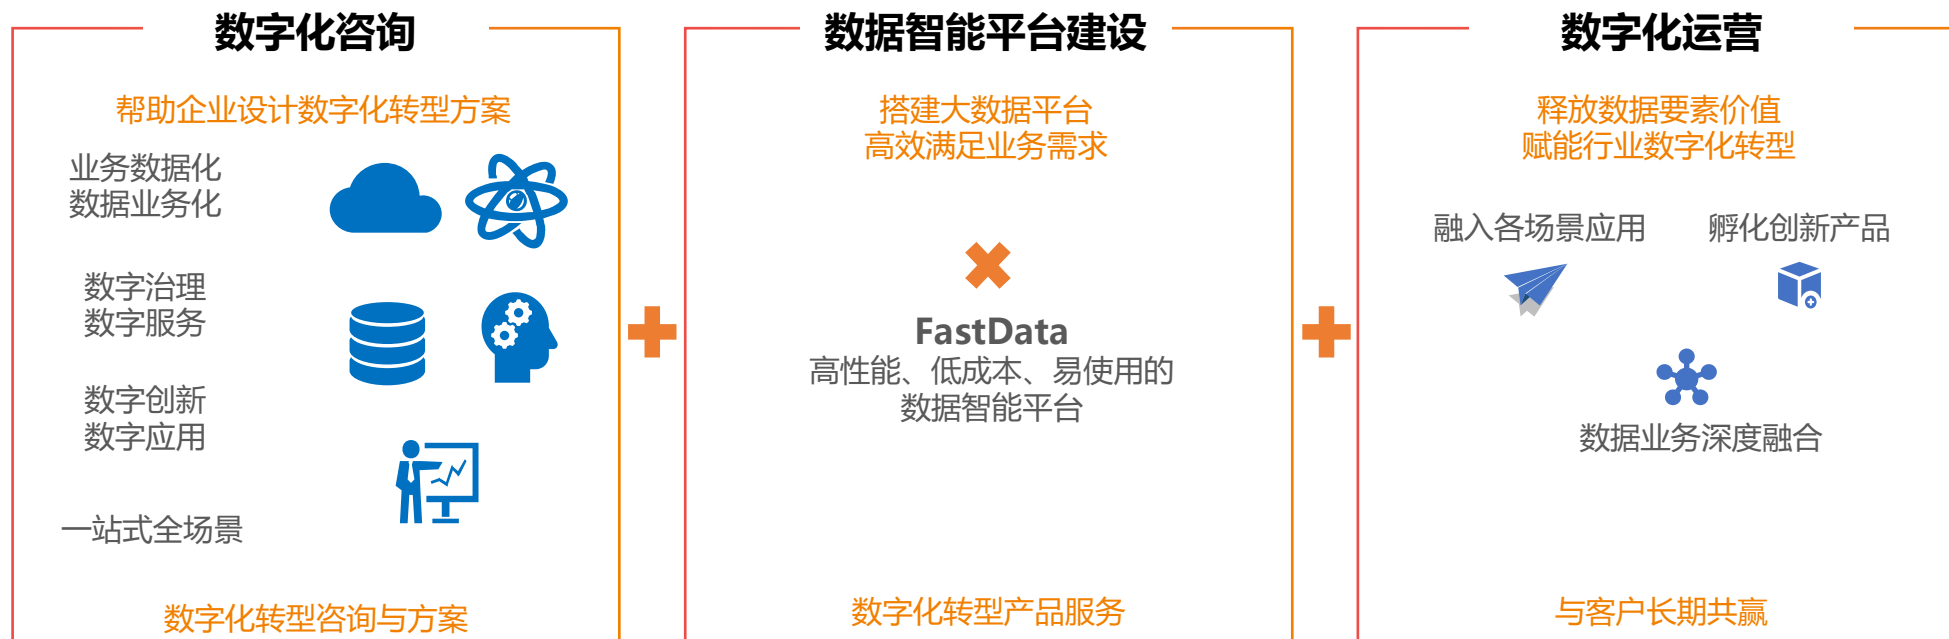 数字化咨询
帮助企业设计数字化转型方案
业务数据化
数据业务化
数字治理
数字服务
数字创新
数字应用
一站式全场景
数字化转型咨询与方案
数据智能平台建设
搭建大数据平台
高效满足业务需求
FastData
高性能、低成本、易使用的
数据智能平台
数字化转型产品服务
数字化运营
释放数据要素价值
赋能行业数字化转型
融入各场景应用
孵化创新产品
数据业务深度融合
与客户长期共赢